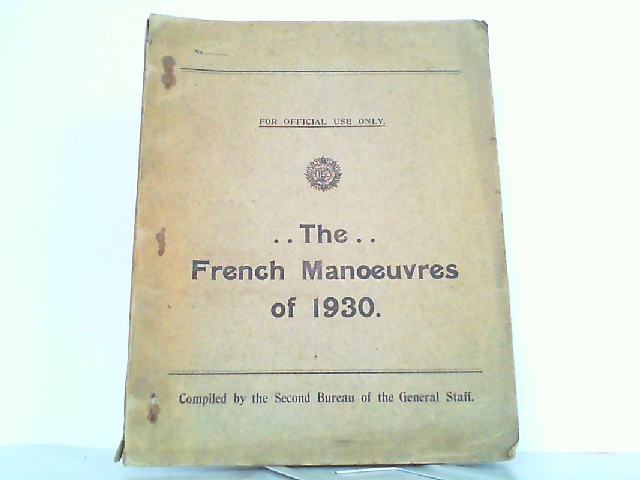 No..........
FOR OFFICIAL USE ONLY.
..The..
French Manoeuvres
of 1930.
Compiled by the Second Bureau of the General Staff.